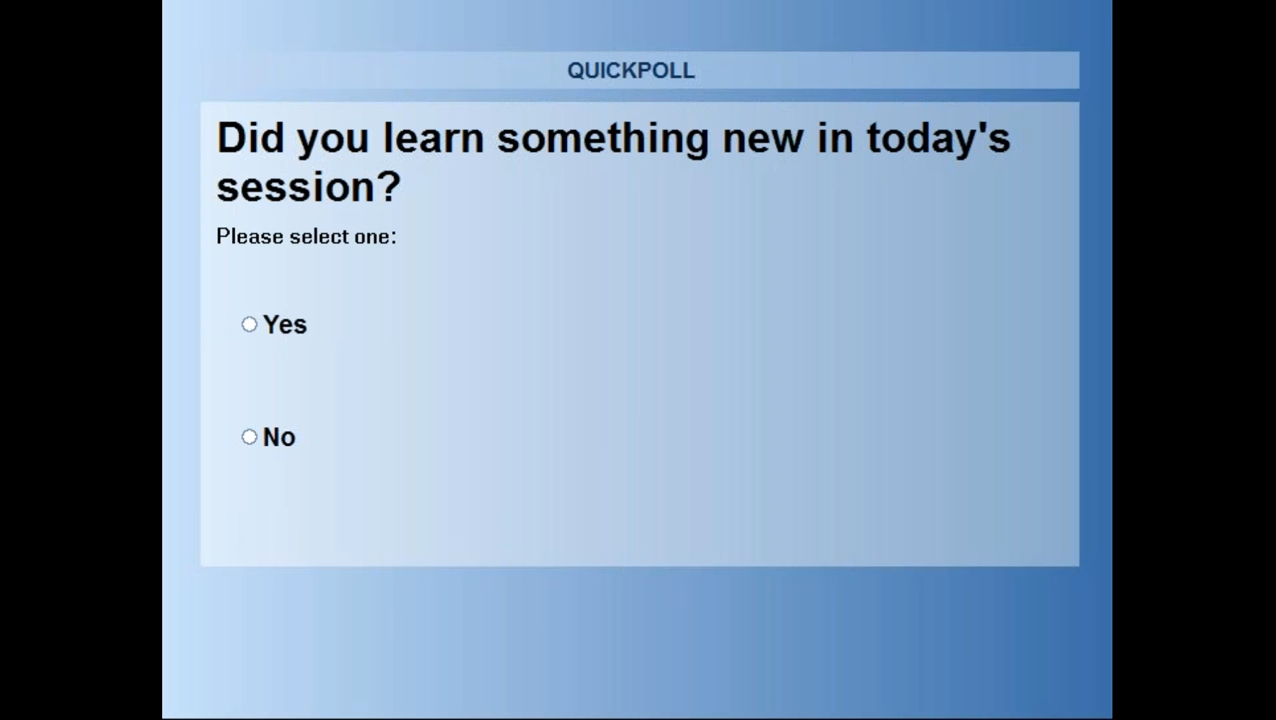 QUICKPOLL
Did you learn something new in today's
session?
Please select one:
Yes
No